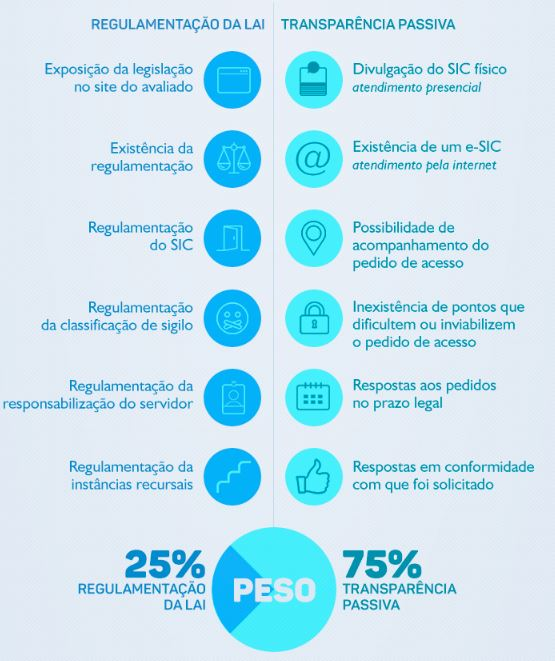 REGULAMENTAÇÃO DA LAI
Exposição da legislação
no site do avaliado
Existência da
regulamentação
Regulamentação
do SIC
Regulamentação
da classificação de sigilo
Regulamentação da
responsabilização do servidor
Regulamentação da
instâncias recursais
TRANSPARÊNCIA PASSIVA
Divulgação do SIC físico
atendimento presencial
@
Existência de um e-SIC
atendimento pela internet
Possibilidade de
acompanhamento do
pedido de acesso
Inexistência de pontos que
dificultem ou inviabilizem
o pedido de acesso
Respostas aos pedidos
no prazo legal
Respostas em conformidade
com que foi solicitado
25%
REGULAMENTAÇÃO
DA LAI
PESO
75%
TRANSPARÊNCIA
PASSIVA